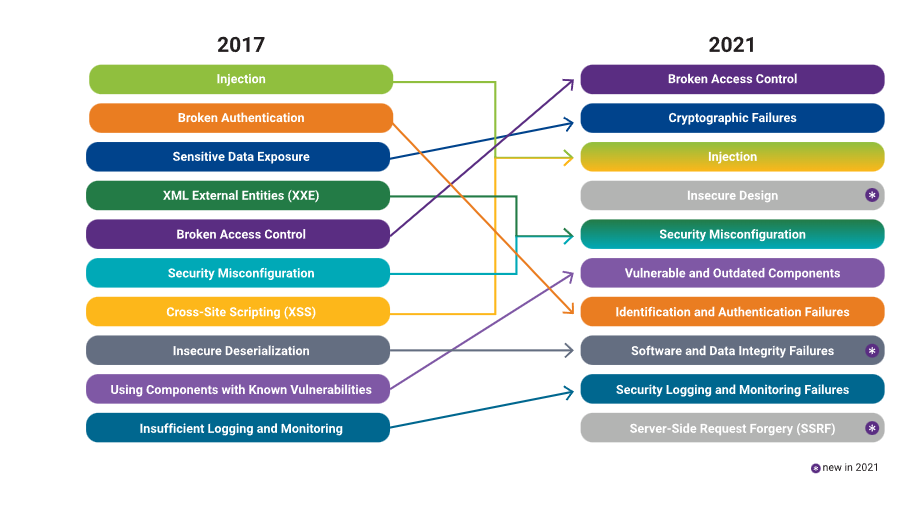 2017
Injection
Broken Authentication
Sensitive Data Exposure
XML External Entities (XXE)
Broken Access Control
Security Misconfiguration
Cross-Site Scripting (XSS)
Insecure Deserialization
Using Components with Known Vulnerabilities
Insufficient Logging and Monitoring
2021
Broken Access Control
Cryptographic Failures
Injection
Insecure Design *
Security Misconfiguration
Vulnerable and Outdated Components
Identification and Authentication Failures
Software and Data Integrity Failures *
Security Logging and Monitoring Failures
Server-Side Request Forgery (SSRF) *
* new in 2021